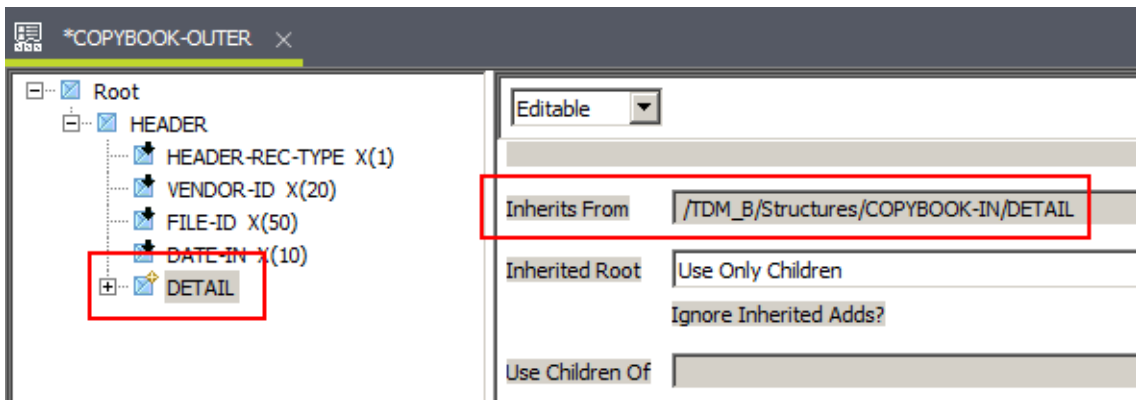 *COPYBOOK-OUTER
Root
HEADER
HEADER-REC-TYPE X(1)
VENDOR-ID X(20)
FILE-ID X(50)
DATE-IN X(10)
DETAIL
Editable
Inherits From /TDM_B/Structures/COPYBOOK-IN/DETAIL
Inherited Root Use Only Children
Ignore Inherited Adds?
Use Children Of